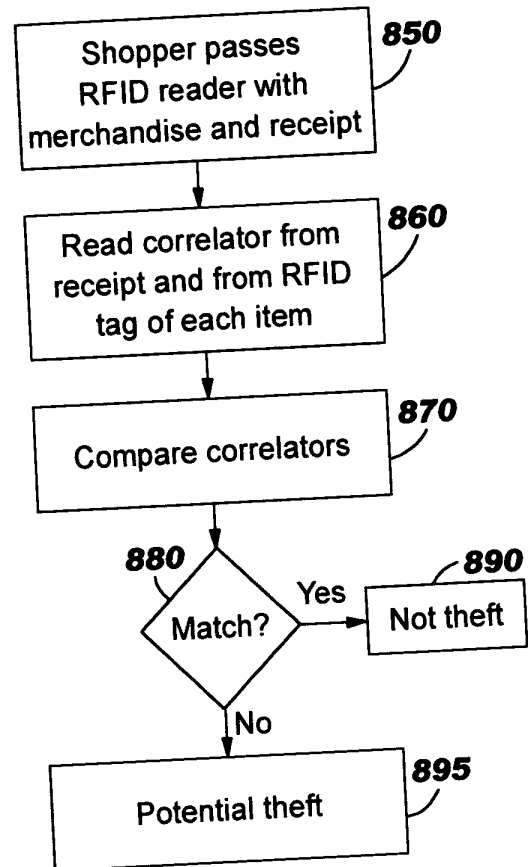 Shopper passes
RFID reader with
merchandise and receipt
850
Read correlator from
receipt and from RFID
tag of each item
860
Compare correlators
870
880
Match?
Yes
Not theft
890
No
Potential theft
895